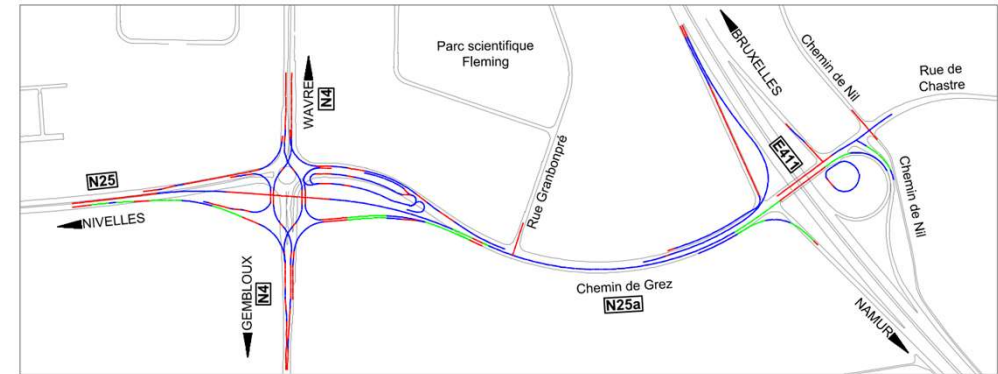 Parc scientifique
Fleming
WAVRE
N4
BRUXELLES
Chemin de Nil
Rue de
Chastre
E411
Rue Granbonpré
N25
NIVELLES
Chemin de Nil
Chemin de Grez
N25a
GEMBLOUX
N4
NAMUR